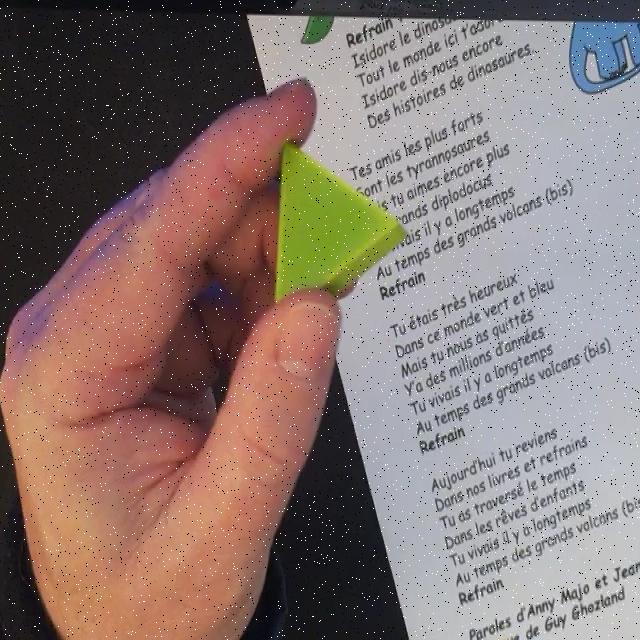 Refrain
Isidore le dinosa
Tout le monde ici t'ador
Isidore dis-nous encore
Des histoires de dinosaures.
Tes amis les plus forts
sont les tyrannosaures
tu aimes encore plus
grands diplodocus
vais il y a longtemps
Au temps des grands volcans (bis)
Refrain
Tu étais très heureux
Dans ce monde vert et bleu
Mais tu nous as quittés
Y'a des millions d'années
Tu vivais il y a longtemps
Au temps des grands volcans (bis)
Refrain
Aujourd'hui tu reviens
Dans nos livres et refrains
Tu as traversé le temps
Dans les rêves d'enfants
Tu vivais il y a longtemps
Au temps des grands volcans (bis
Refrain
Paroles d'Anny Majo et Jean
de Guy Ghozland